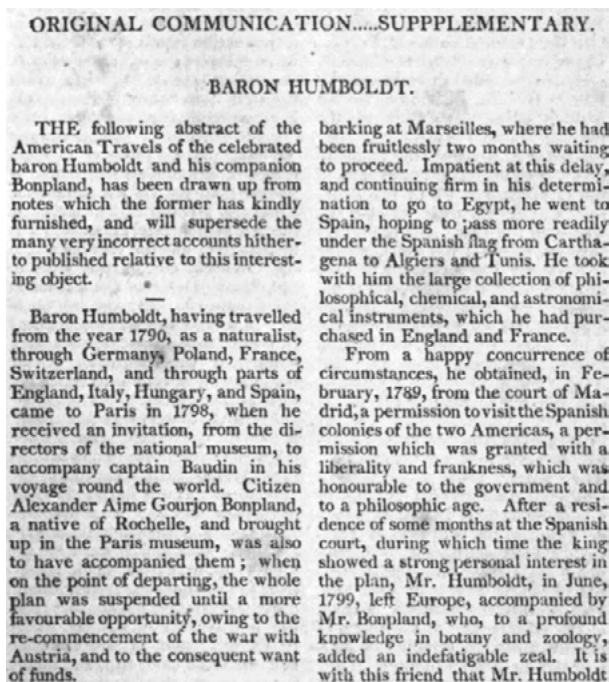 ORIGINAL COMMUNICATION.....SUPPPLEMENTARY.
BARON HUMBOLDT.
THE following abstract of the
American Travels of the celebrated
baron Humboldt and his companion
Bonpland, has been drawn up from
notes which the former has kindly
furnished, and will supersede the
many very incorrect accounts hither-
to published relative to this interest-
ing object.
Baron Humboldt, having travelled
from the year 1790, as a naturalist,
through Germany, Poland, France,
Switzerland, and through parts of
England, Italy, Hungary, and Spain,
came to Paris in 1798, when he
received an invitation, from the di-
rectors of the national museum, to
accompany captain Baudin in his
voyage round the world. Citizen
Alexander Aime Gourjon Bonpland,
a native of Rochelle, and brought
up in the Paris museum, was also
to have accompanied them; when
on the point of departing, the whole
plan was suspended until a more
favourable opportunity, owing to the
re-commencement of the war with
Austria, and to the consequent want
of funds.
barking at Marseilles, where he had
been fruitlessly two months waiting
to proceed. Impatient at this delay,
and continuing firm in his determi-
nation to go to Egypt, he went to
Spain, hoping to pass more readily
under the Spanish flag from Cartha-
gena to Algiers and Tunis. He took
with him the large collection of phi-
losophical, chemical, and astronomi-
cal instruments, which he had pur-
chased in England and France.
From a happy concurrence of
circumstances, he obtained, in Fe-
bruary, 1789, from the court of Ma-
drid, a permission to visit the Spanish
colonies of the two Americas, a per-
mission which was granted with a
liberality and frankness, which was
honourable to the government and
to a philosophic age. After a resi-
dence of some months at the Spanish
court, during which time the king
showed a strong personal interest in
the plan, Mr. Humboldt, in June,
1799, left Europe, accompanied by
Mr. Bonpland, who, to a profound
knowledge in botany and zoology,
added an indefatigable zeal. It is
with this friend that Mr. Humboldt